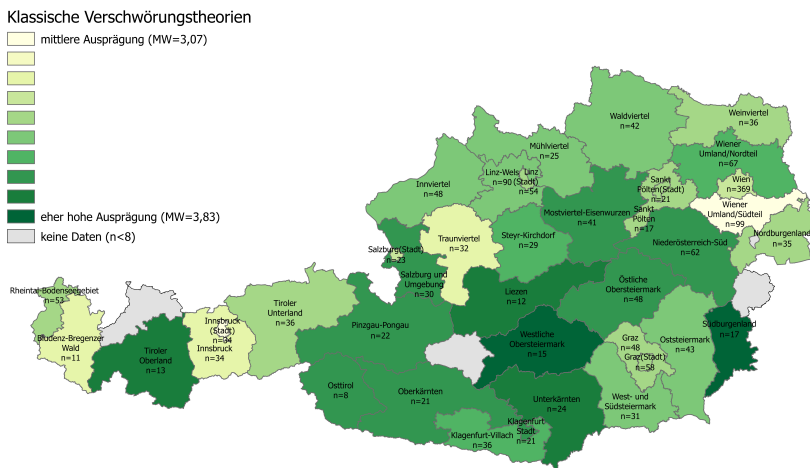 Klassische Verschwörungstheorien
mittlere Ausprägung (MW=3,07)
eher hohe Ausprägung (MW=3,83)
keine Daten (n<8)
Waldviertel
n=42
Weinviertel
n=36
Mühlviertel
n=25
Wiener
Umland/Nordteil
n=67
Linz-Wels
n=90
Linz
(Stadt)
n=54
Innviertel
n=48
Sankt
Pölten(Stadt)
n=21
Wien
n=369
Mostviertel-Eisenwurzen
n=41
Sankt
Pölten
n=17
Wiener
Umland/Südteil
n=99
Steyr-Kirchdorf
n=29
Traunviertel
n=32
Niederösterreich-Süd
n=62
Nordburgenland
n=35
Salzburg(Stadt)
n=23
Salzburg und
Umgebung
n=30
Rheintal-Bodenseegebiet
n=53
Liezen
n=12
Östliche
Obersteiermark
n=48
Tiroler
Unterland
n=36
Innsbruck
(Stadt)
n=34
Innsbruck
n=34
Pinzgau-Pongau
n=22
Westliche
Obersteiermark
n=15
Südburgenland
n=17
Bludenz-Bregenzer
Wald
n=11
Tiroler
Oberland
n=13
Graz
n=48
Graz(Stadt)
n=58
Oststeiermark
n=43
Osttirol
n=8
Oberkärnten
n=21
Unterkärnten
n=24
West- und
Südsteiermark
n=31
Klagenfurt
Stadt
n=21
Klagenfurt-Villach
n=36